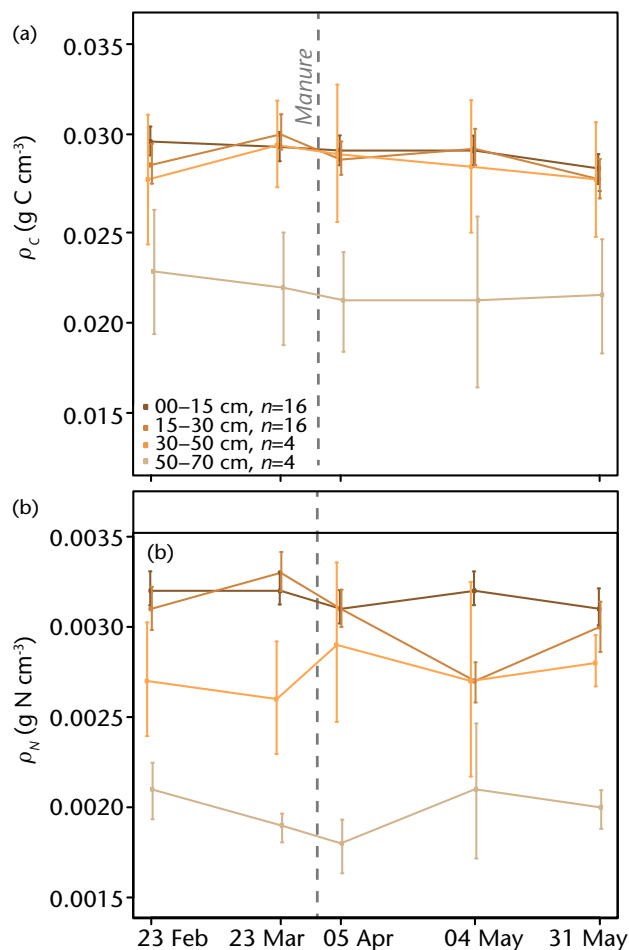 (a)
0.035
0.030
0.025
0.020
0.015
ρC (g C cm-3)
Manure
00–15 cm, n=16
15–30 cm, n=16
30–50 cm, n=4
50–70 cm, n=4
(b)
(b)
0.0035
0.0030
0.0025
0.0020
0.0015
ρN (g N cm-3)
23 Feb 23 Mar 05 Apr 04 May 31 May